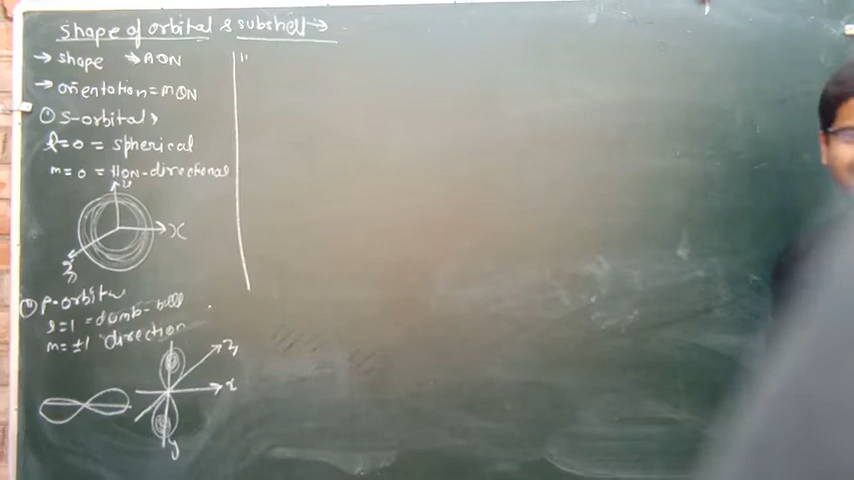 shape of orbital & subshell →
→ shape → AQN
→ orientation = MQN
① S-orbital →
l=0 = spherical
m=0 = Non-directional
y
x
z
② P-orbital
l=1 = dumb-bell
m=±1 direction
z
x
y